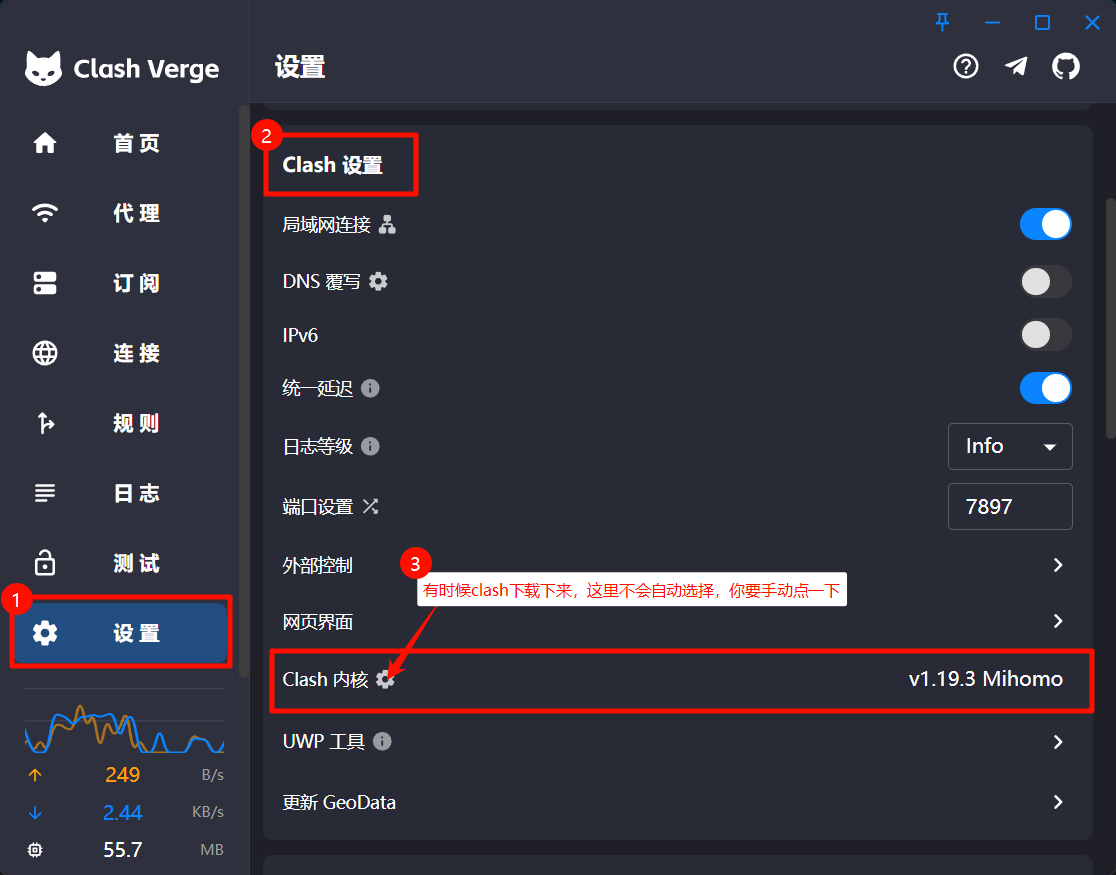 Clash Verge
首页
代理
订阅
连接
规则
日志
测试
1
设置
249 B/s
2.44 KB/s
55.7 MB
设置
2
Clash 设置
局域网连接
DNS 覆写
IPv6
统一延迟
日志等级 Info
端口设置 7897
外部控制
3
有时候clash下载下来，这里不会自动选择，你要手动点一下
网页界面
Clash 内核 v1.19.3 Mihomo
UWP 工具
更新 GeoData